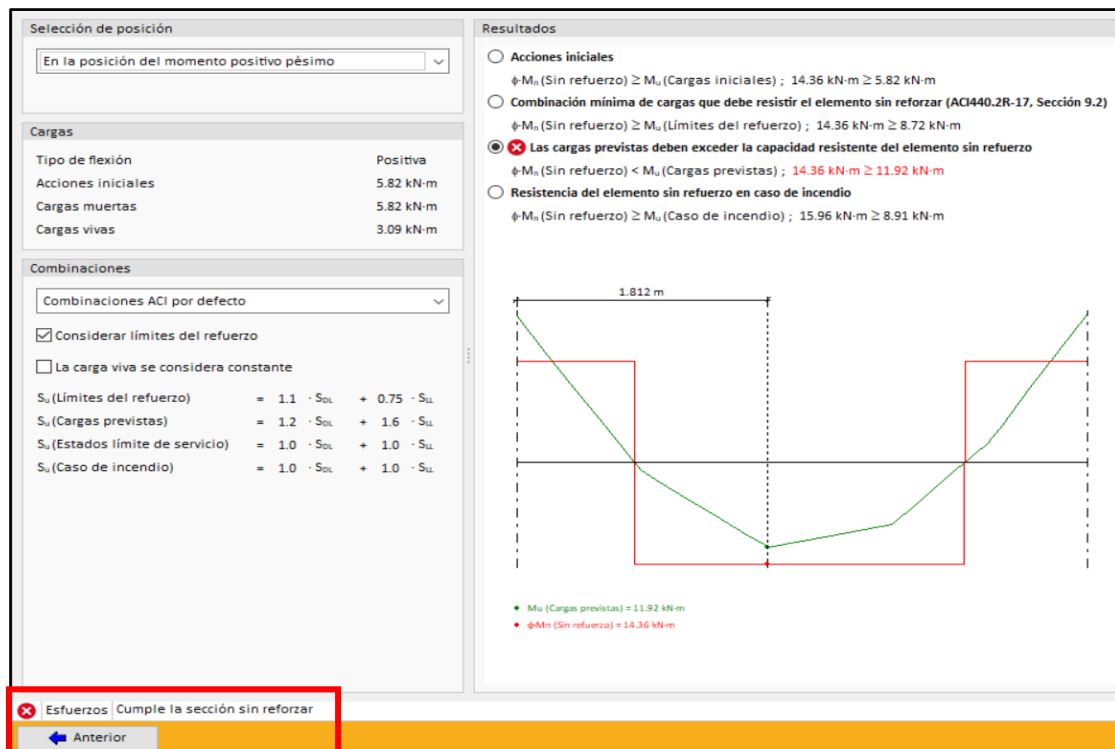 Selección de posición
En la posición del momento positivo pésimo
Cargas
Tipo de flexión Positiva
Acciones iniciales 5.82 kN·m
Cargas muertas 5.82 kN·m
Cargas vivas 3.09 kN·m
Combinaciones
Combinaciones ACI por defecto
Considerar límites del refuerzo
La carga viva se considera constante
Su (Límites del refuerzo) = 1.1 · SDL + 0.75 · SLL
Su (Cargas previstas) = 1.2 · SDL + 1.6 · SLL
Su (Estados límite de servicio) = 1.0 · SDL + 1.0 · SLL
Su (Caso de incendio) = 1.0 · SDL + 1.0 · SLL
Resultados
Acciones iniciales
ϕ·Mn (Sin refuerzo) ≥ Mu (Cargas iniciales) ; 14.36 kN·m ≥ 5.82 kN·m
Combinación mínima de cargas que debe resistir el elemento sin reforzar (ACI440.2R-17, Sección 9.2)
ϕ·Mn (Sin refuerzo) ≥ Mu (Límites del refuerzo) ; 14.36 kN·m ≥ 8.72 kN·m
Las cargas previstas deben exceder la capacidad resistente del elemento sin refuerzo
ϕ·Mn (Sin refuerzo) < Mu (Cargas previstas) ; 14.36 kN·m ≥ 11.92 kN·m
Resistencia del elemento sin refuerzo en caso de incendio
ϕ·Mn (Sin refuerzo) ≥ Mu (Caso de incendio) ; 15.96 kN·m ≥ 8.91 kN·m
1.812 m
Mu (Cargas previstas) = 11.92 kN·m
ϕ·Mn (Sin refuerzo) = 14.36 kN·m
Esfuerzos Cumple la sección sin reforzar
Anterior